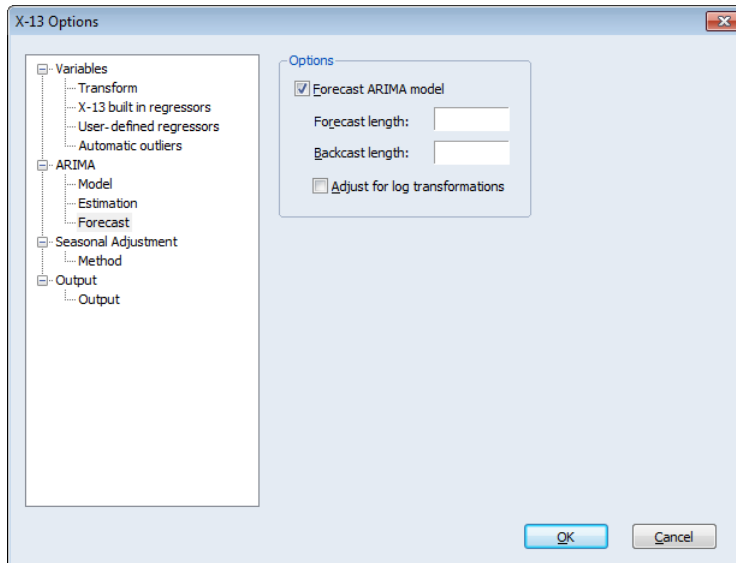 X-13 Options
Variables
Transform
X-13 built in regressors
User-defined regressors
Automatic outliers
ARIMA
Model
Estimation
Forecast
Seasonal Adjustment
Method
Output
Output
Options
Forecast ARIMA model
Forecast length:
Backcast length:
Adjust for log transformations
OK
Cancel